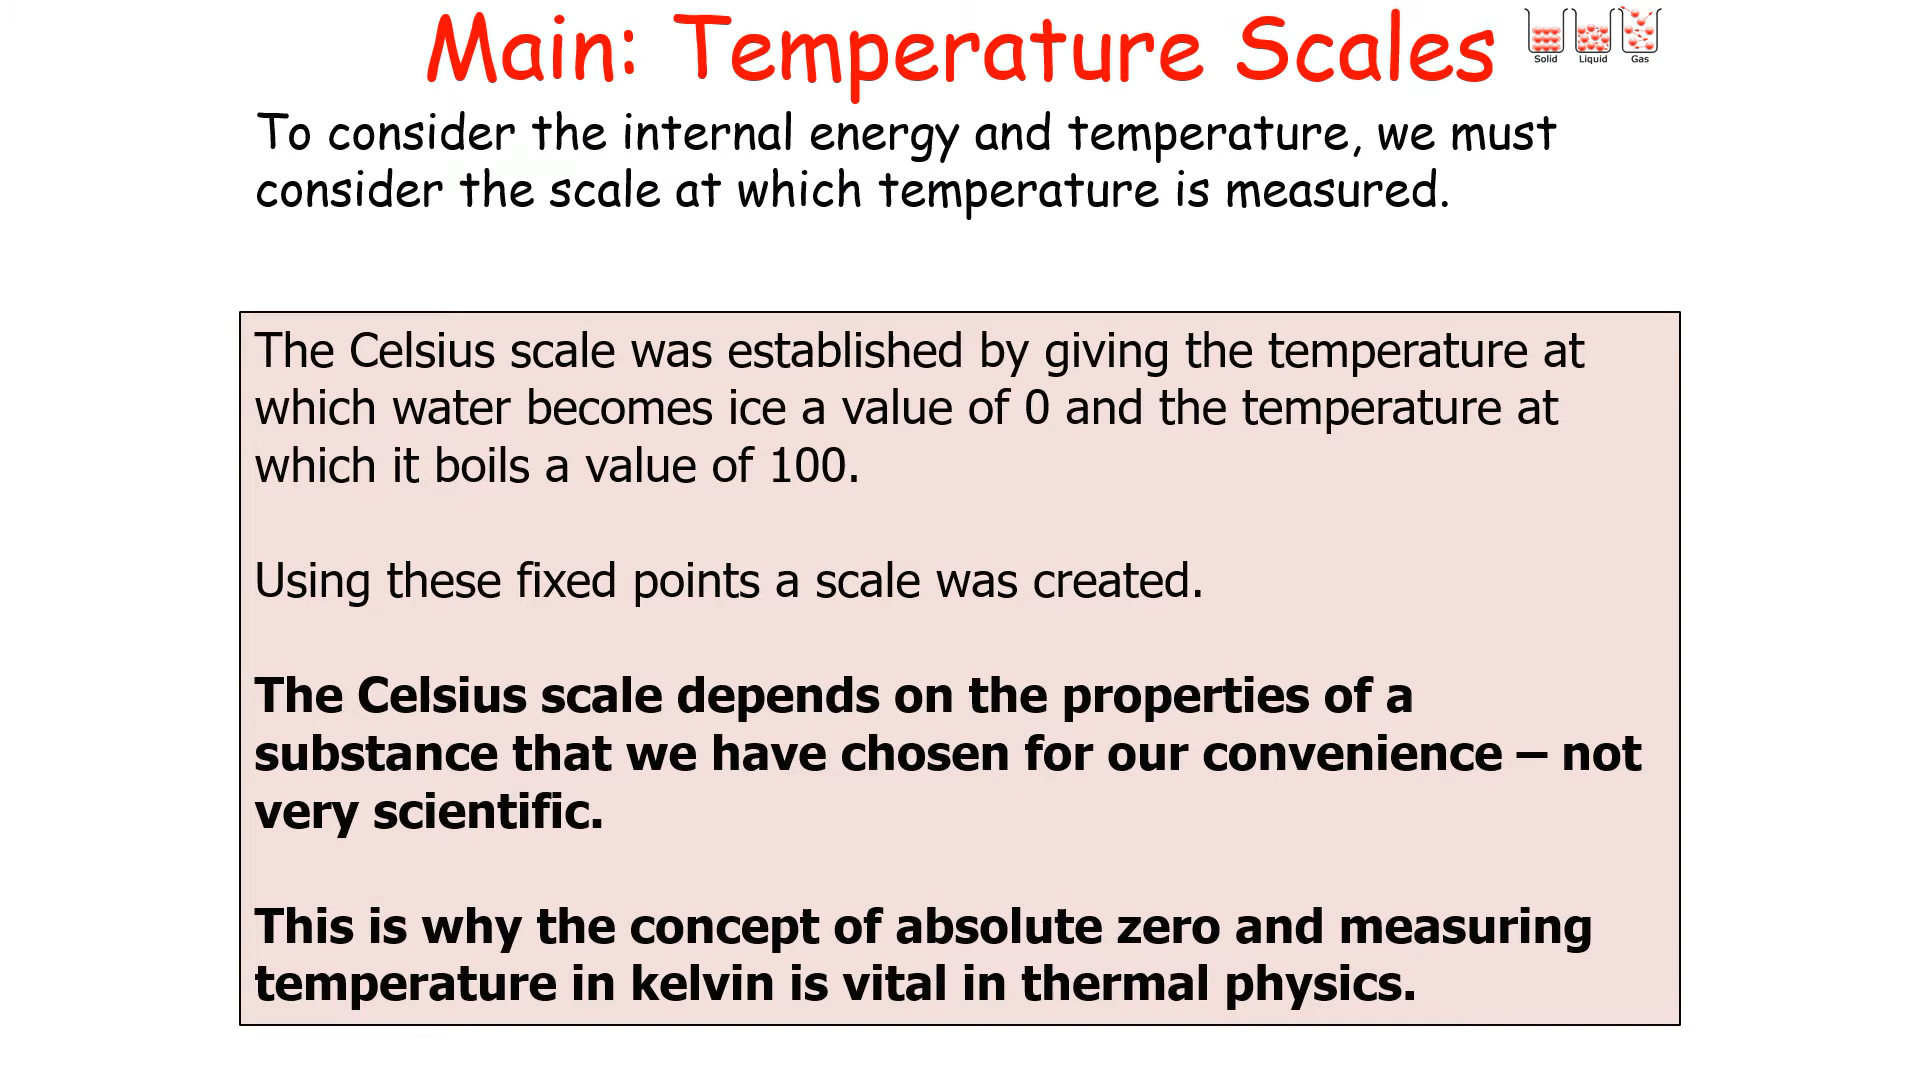 Main: Temperature Scales
Solid Liquid Gas
To consider the internal energy and temperature, we must
consider the scale at which temperature is measured.
The Celsius scale was established by giving the temperature at
which water becomes ice a value of 0 and the temperature at
which it boils a value of 100.
Using these fixed points a scale was created.
The Celsius scale depends on the properties of a
substance that we have chosen for our convenience – not
very scientific.
This is why the concept of absolute zero and measuring
temperature in kelvin is vital in thermal physics.